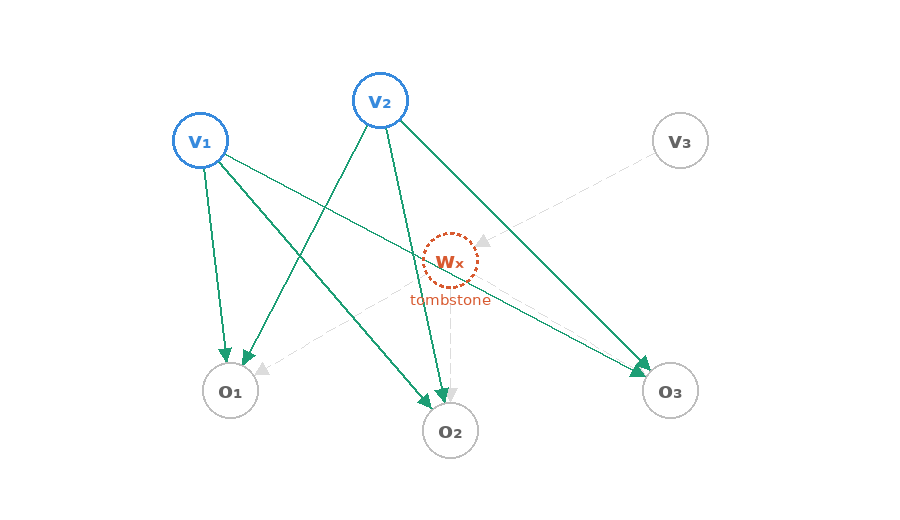 v₂
v₁
v₃
wₓ
tombstone
o₁
o₃
o₂